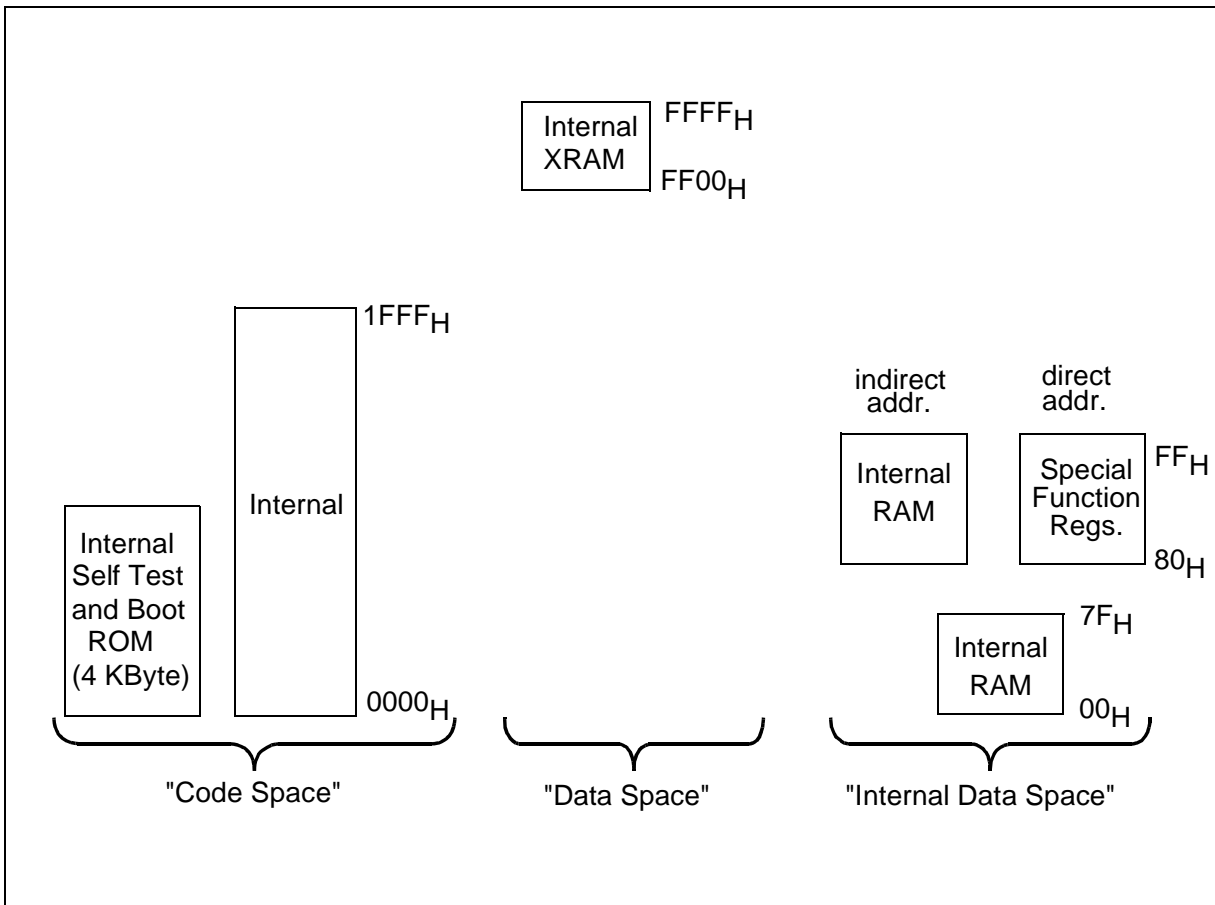 Internal
XRAM
FFFFH
FF00H
1FFFH
Internal
0000H
Internal
Self Test
and Boot
ROM
(4 KByte)
indirect
addr.
direct
addr.
Internal
RAM
Special
Function
Regs.
FFH
80H
Internal
RAM
7FH
00H
"Code Space"
"Data Space"
"Internal Data Space"